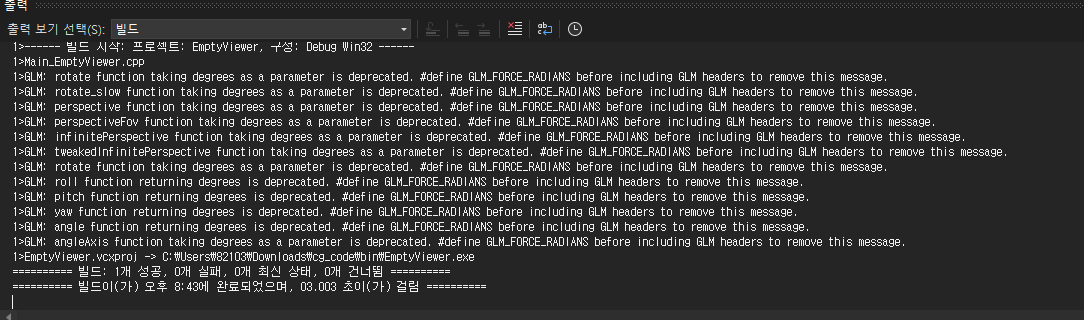 출력
출력 보기 선택(S): 빌드
1>------ 빌드 시작: 프로젝트: EmptyViewer, 구성: Debug Win32 ------
1>Main_EmptyViewer.cpp
1>GLM: rotate function taking degrees as a parameter is deprecated. #define GLM_FORCE_RADIANS before including GLM headers to remove this message.
1>GLM: rotate_slow function taking degrees as a parameter is deprecated. #define GLM_FORCE_RADIANS before including GLM headers to remove this message.
1>GLM: perspective function taking degrees as a parameter is deprecated. #define GLM_FORCE_RADIANS before including GLM headers to remove this message.
1>GLM: perspectiveFov function taking degrees as a parameter is deprecated. #define GLM_FORCE_RADIANS before including GLM headers to remove this message.
1>GLM: infinitePerspective function taking degrees as a parameter is deprecated. #define GLM_FORCE_RADIANS before including GLM headers to remove this message.
1>GLM: tweakedInfinitePerspective function taking degrees as a parameter is deprecated. #define GLM_FORCE_RADIANS before including GLM headers to remove this message.
1>GLM: rotate function taking degrees as a parameter is deprecated. #define GLM_FORCE_RADIANS before including GLM headers to remove this message.
1>GLM: roll function returning degrees is deprecated. #define GLM_FORCE_RADIANS before including GLM headers to remove this message.
1>GLM: pitch function returning degrees is deprecated. #define GLM_FORCE_RADIANS before including GLM headers to remove this message.
1>GLM: yaw function returning degrees is deprecated. #define GLM_FORCE_RADIANS before including GLM headers to remove this message.
1>GLM: angle function returning degrees is deprecated. #define GLM_FORCE_RADIANS before including GLM headers to remove this message.
1>GLM: angleAxis function taking degrees as a parameter is deprecated. #define GLM_FORCE_RADIANS before including GLM headers to remove this message.
1>EmptyViewer.vcxproj -> C:₩Users₩82103₩Downloads₩cg_code₩bin₩EmptyViewer.exe
========== 빌드: 1개 성공, 0개 실패, 0개 최신 상태, 0개 건너뜀 ==========
========== 빌드이(가) 오후 8:43에 완료되었으며, 03.003 초이(가) 걸림 ==========